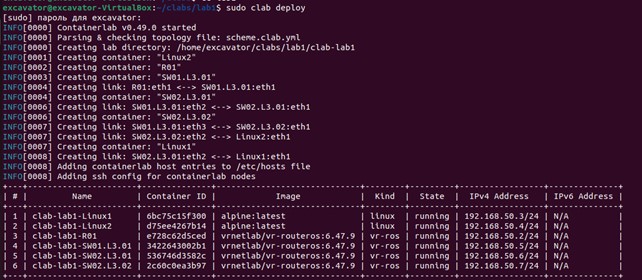 excavator@excavator-VirtualBox:~/clabs/lab1$ sudo clab deploy
[sudo] пароль для excavator:
INFO[0000] Containerlab v0.49.0 started
INFO[0000] Parsing & checking topology file: scheme.clab.yml
INFO[0000] Creating lab directory: /home/excavator/clabs/lab1/clab-lab1
INFO[0000] Creating container: "Linux2"
INFO[0002] Creating container: "R01"
INFO[0003] Creating container: "SW01.L3.01"
INFO[0004] Creating link: R01:eth1 <--> SW01.L3.01:eth1
INFO[0004] Creating container: "SW02.L3.01"
INFO[0006] Creating link: SW01.L3.01:eth2 <--> SW02.L3.01:eth1
INFO[0006] Creating container: "SW02.L3.02"
INFO[0007] Creating link: SW01.L3.01:eth3 <--> SW02.L3.02:eth1
INFO[0007] Creating link: SW02.L3.02:eth2 <--> Linux2:eth1
INFO[0007] Creating container: "Linux1"
INFO[0008] Creating link: SW02.L3.01:eth2 <--> Linux1:eth1
INFO[0008] Adding containerlab host entries to /etc/hosts file
INFO[0008] Adding ssh config for containerlab nodes
| # | Name | Container ID | Image | Kind | State | IPv4 Address | IPv6 Address |
| 1 | clab-lab1-Linux1 | 6bc75c15f300 | alpine:latest | linux | running | 192.168.50.3/24 | N/A |
| 2 | clab-lab1-Linux2 | d75ee4267b14 | alpine:latest | linux | running | 192.168.50.4/24 | N/A |
| 3 | clab-lab1-R01 | e728c62d5ced | vrnetlab/vr-routeros:6.47.9 | vr-ros | running | 192.168.50.2/24 | N/A |
| 4 | clab-lab1-SW01.L3.01 | 3422643002b1 | vrnetlab/vr-routeros:6.47.9 | vr-ros | running | 192.168.50.5/24 | N/A |
| 5 | clab-lab1-SW02.L3.01 | 536746d3582c | vrnetlab/vr-routeros:6.47.9 | vr-ros | running | 192.168.50.6/24 | N/A |
| 6 | clab-lab1-SW02.L3.02 | 2c60c0ea3b97 | vrnetlab/vr-routeros:6.47.9 | vr-ros | running | 192.168.50.7/24 | N/A |